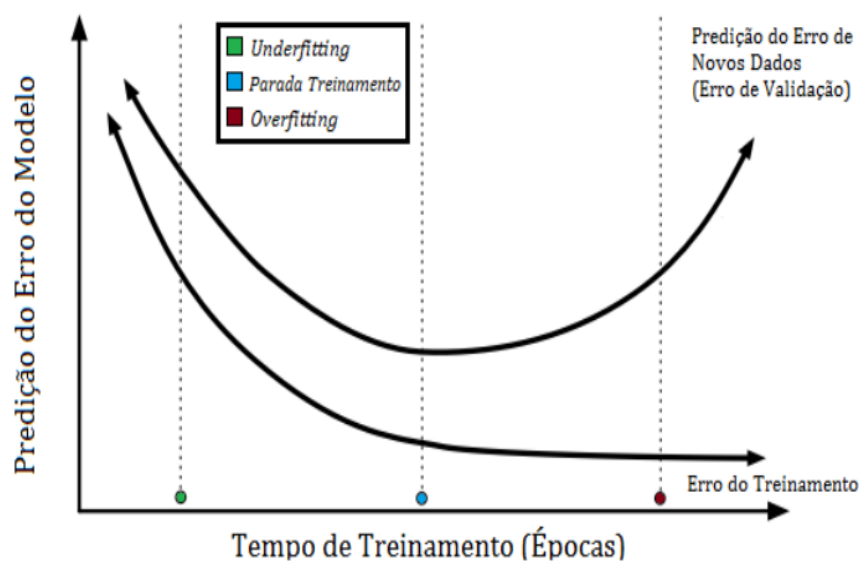 Predição do Erro do Modelo
Underfitting
Parada Treinamento
Overfitting
Predição do Erro de
Novos Dados
(Erro de Validação)
Erro do Treinamento
Tempo de Treinamento (Épocas)